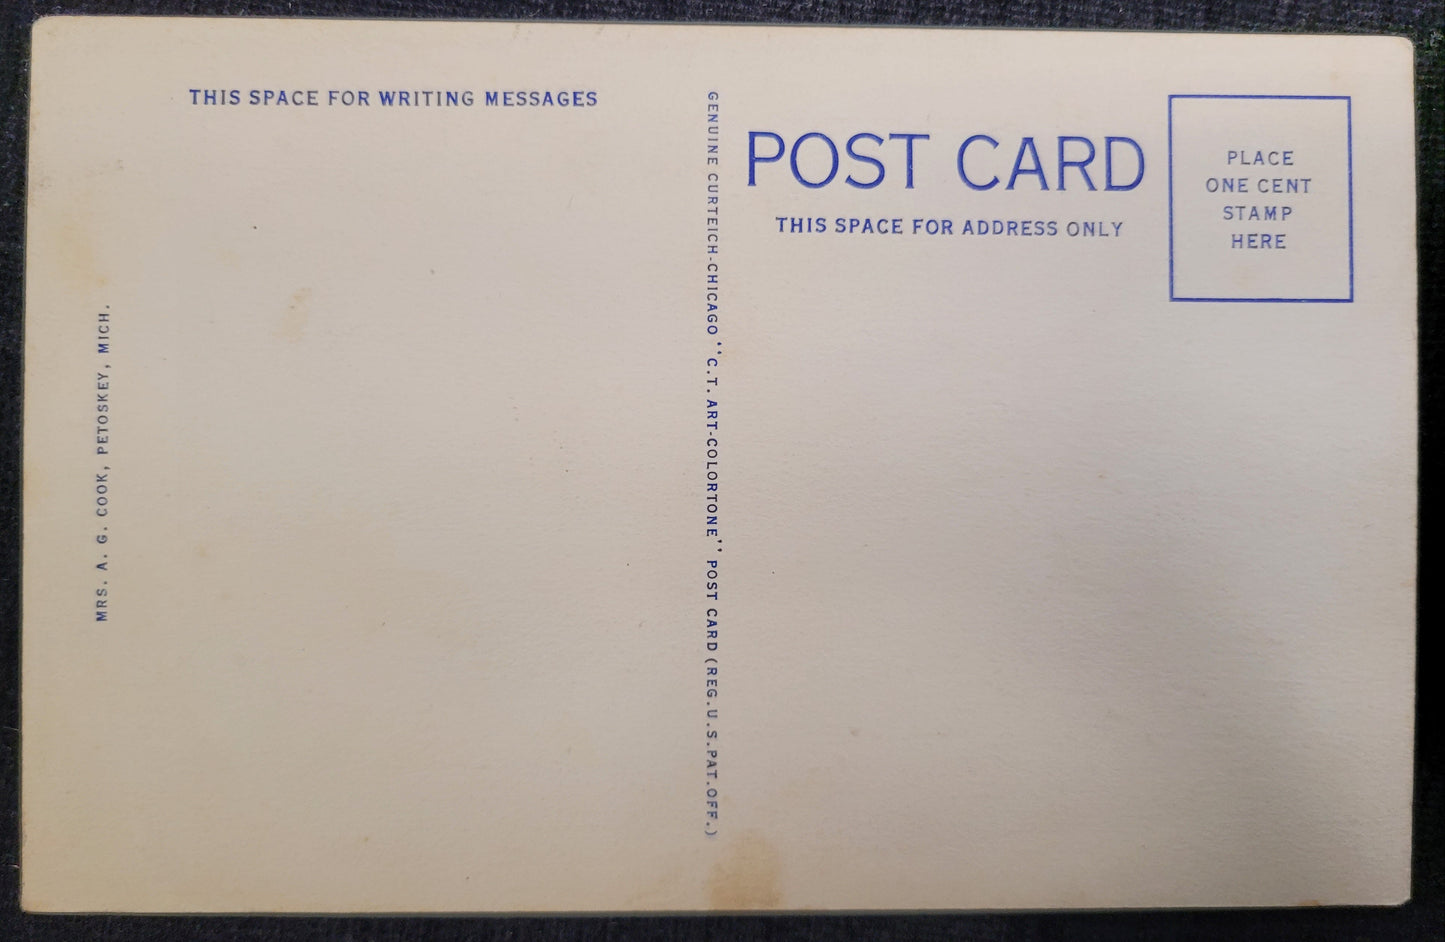 THIS SPACE FOR WRITING MESSAGES
MRS. A. G. COOK, PETOSKEY, MICH.
GENUINE CURTEICH-CHICAGO "C.T. ART-COLORTONE" POST CARD (REG. U.S. PAT. OFF.)
POST CARD
THIS SPACE FOR ADDRESS ONLY
PLACE
ONE CENT
STAMP
HERE